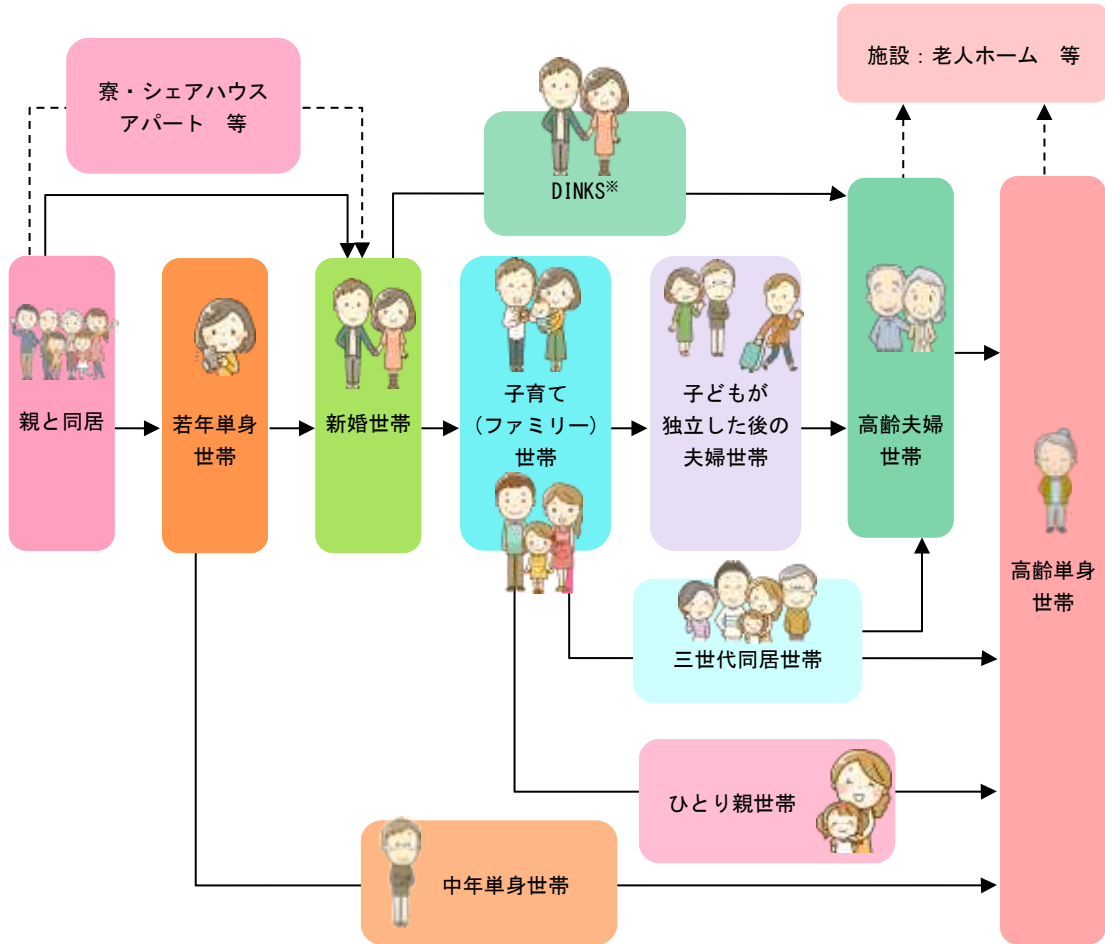 施設：老人ホーム　等
寮・シェアハウス
アパート　等
DINKS※
親と同居
若年単身
世帯
新婚世帯
子育て
(ファミリー)
世帯
子どもが
独立した後の
夫婦世帯
高齢夫婦
世帯
高齢単身
世帯
三世代同居世帯
ひとり親世帯
中年単身世帯